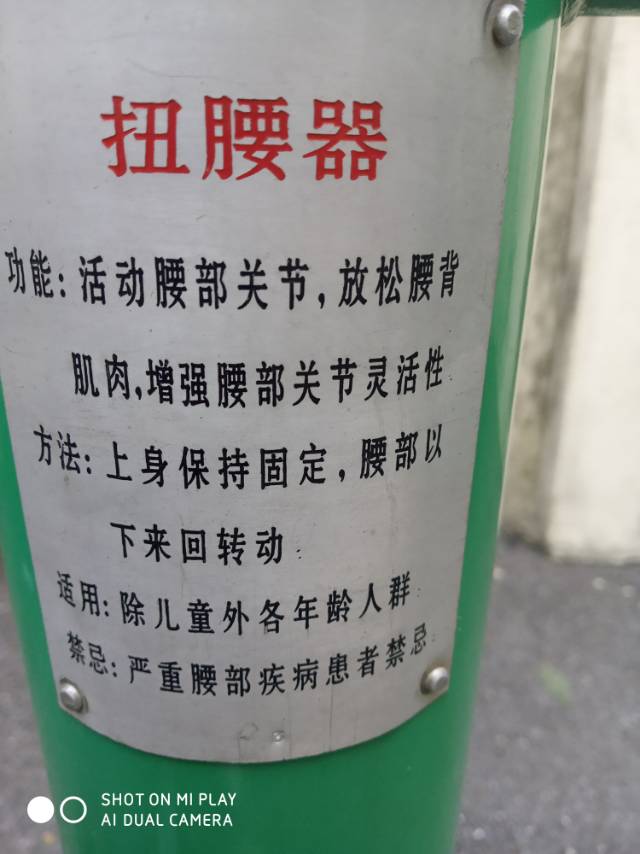 扭腰器
功能：活动腰部关节，放松腰背
肌肉，增强腰部关节灵活性
方法：上身保持固定，腰部以
下来回转动
适用：除儿童外各年龄人群
禁忌：严重腰部疾病患者禁忌
SHOT ON MI PLAY
AI DUAL CAMERA